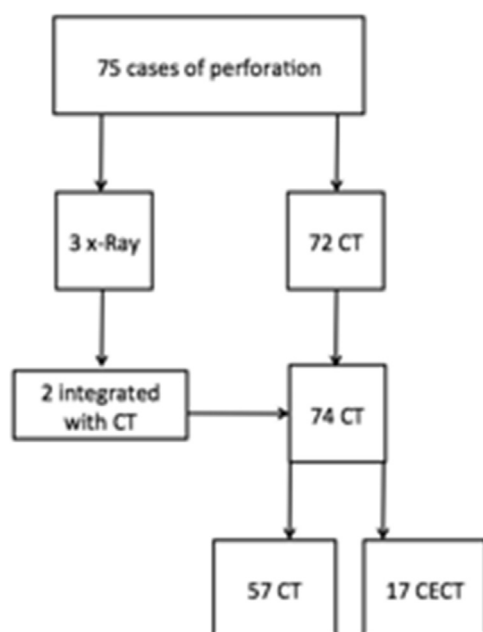 75 cases of perforation
3 x-Ray
72 CT
2 integrated
with CT
74 CT
57 CT
17 CECT